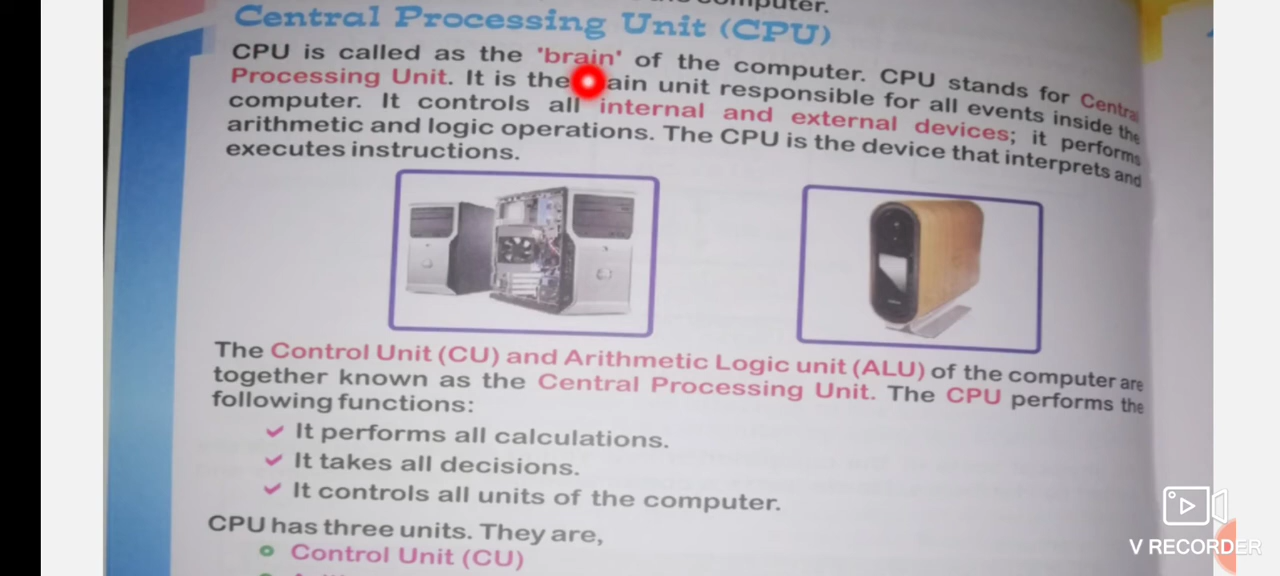 computer.
Central Processing Unit (CPU)
CPU is called as the 'brain' of the computer. CPU stands for Central
Processing Unit. It is the ain unit responsible for all events inside the
computer. It controls all internal and external devices; it performs
arithmetic and logic operations. The CPU is the device that interprets and
executes instructions.
The Control Unit (CU) and Arithmetic Logic unit (ALU) of the computer are
together known as the Central Processing Unit. The CPU performs the
following functions:
It performs all calculations.
It takes all decisions.
It controls all units of the computer.
CPU has three units. They are,
Control Unit (CU)
V RECORDER